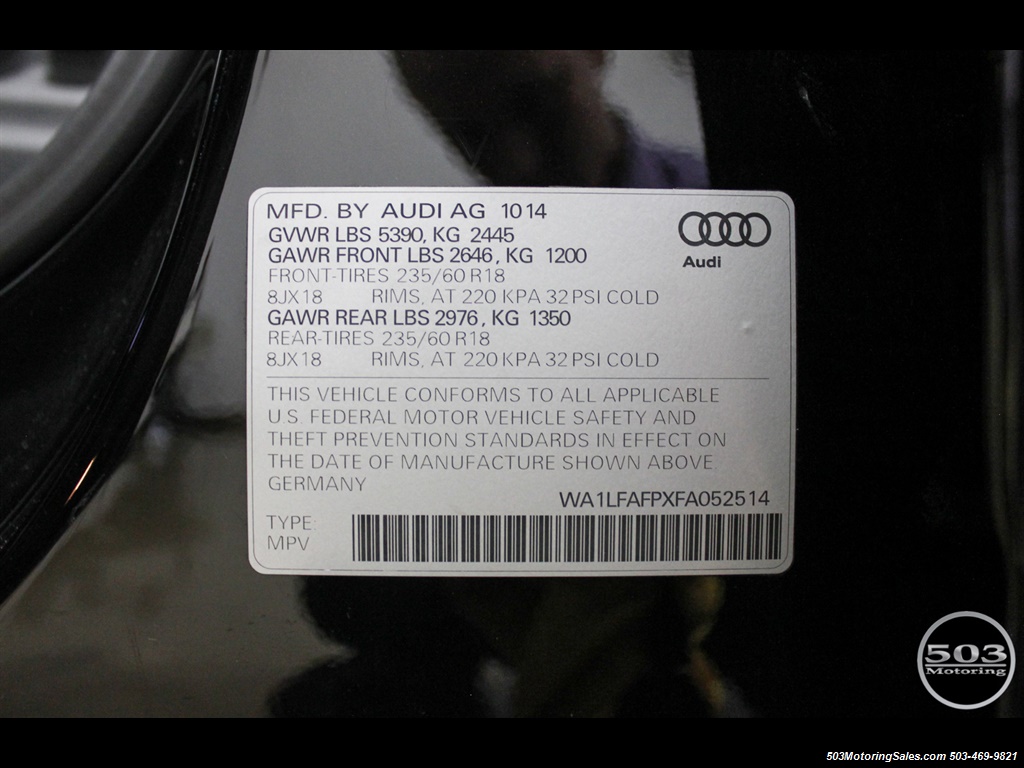 MFD. BY AUDI AG 1014
GVWR LBS 5390, KG 2445
GAWR FRONT LBS 2646, KG 1200
FRONT-TIRES 235/60 R18
8JX18 RIMS, AT 220 KPA 32 PSI COLD
GAWR REAR LBS 2976, KG 1350
REAR-TIRES 235/60 R18
8JX18 RIMS, AT 220 KPA 32 PSI COLD
Audi
THIS VEHICLE CONFORMS TO ALL APPLICABLE
U.S. FEDERAL MOTOR VEHICLE SAFETY AND
THEFT PREVENTION STANDARDS IN EFFECT ON
THE DATE OF MANUFACTURE SHOWN ABOVE
GERMANY
WA1LFAFPXFA052514
TYPE:
MPV
503
Motoring
503MotoringSales.com 503-469-9821